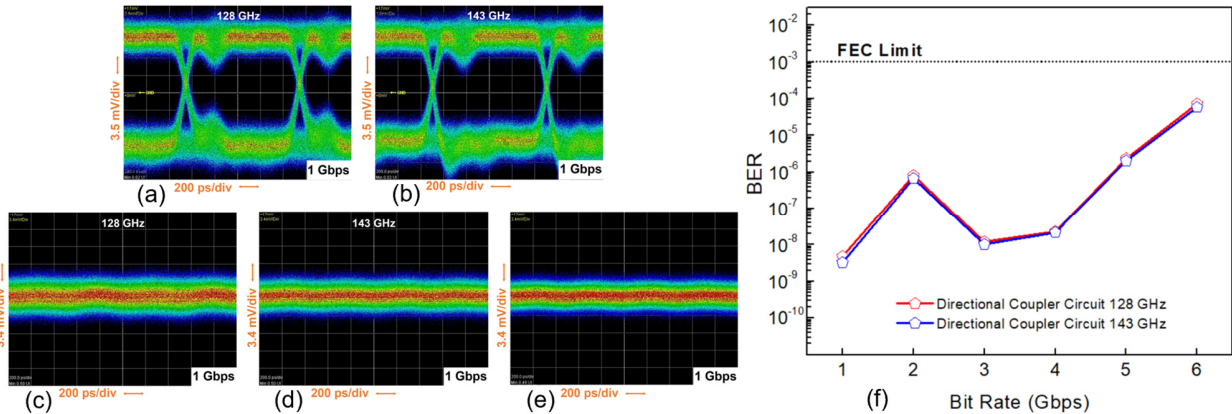 128 GHz
143 GHz
3.5 mV/div
3.5 mV/div
1 Gbps
1 Gbps
200 ps/div
200 ps/div
(a)
(b)
128 GHz
143 GHz
3.4 mV/div
3.4 mV/div
3.4 mV/div
1 Gbps
1 Gbps
1 Gbps
200 ps/div
200 ps/div
200 ps/div
(c)
(d)
(e)
10⁻²
10⁻³
10⁻⁴
10⁻⁵
10⁻⁶
10⁻⁷
10⁻⁸
10⁻⁹
10⁻¹⁰
BER
FEC Limit
Directional Coupler Circuit 128 GHz
Directional Coupler Circuit 143 GHz
1 2 3 4 5 6
Bit Rate (Gbps)
(f)